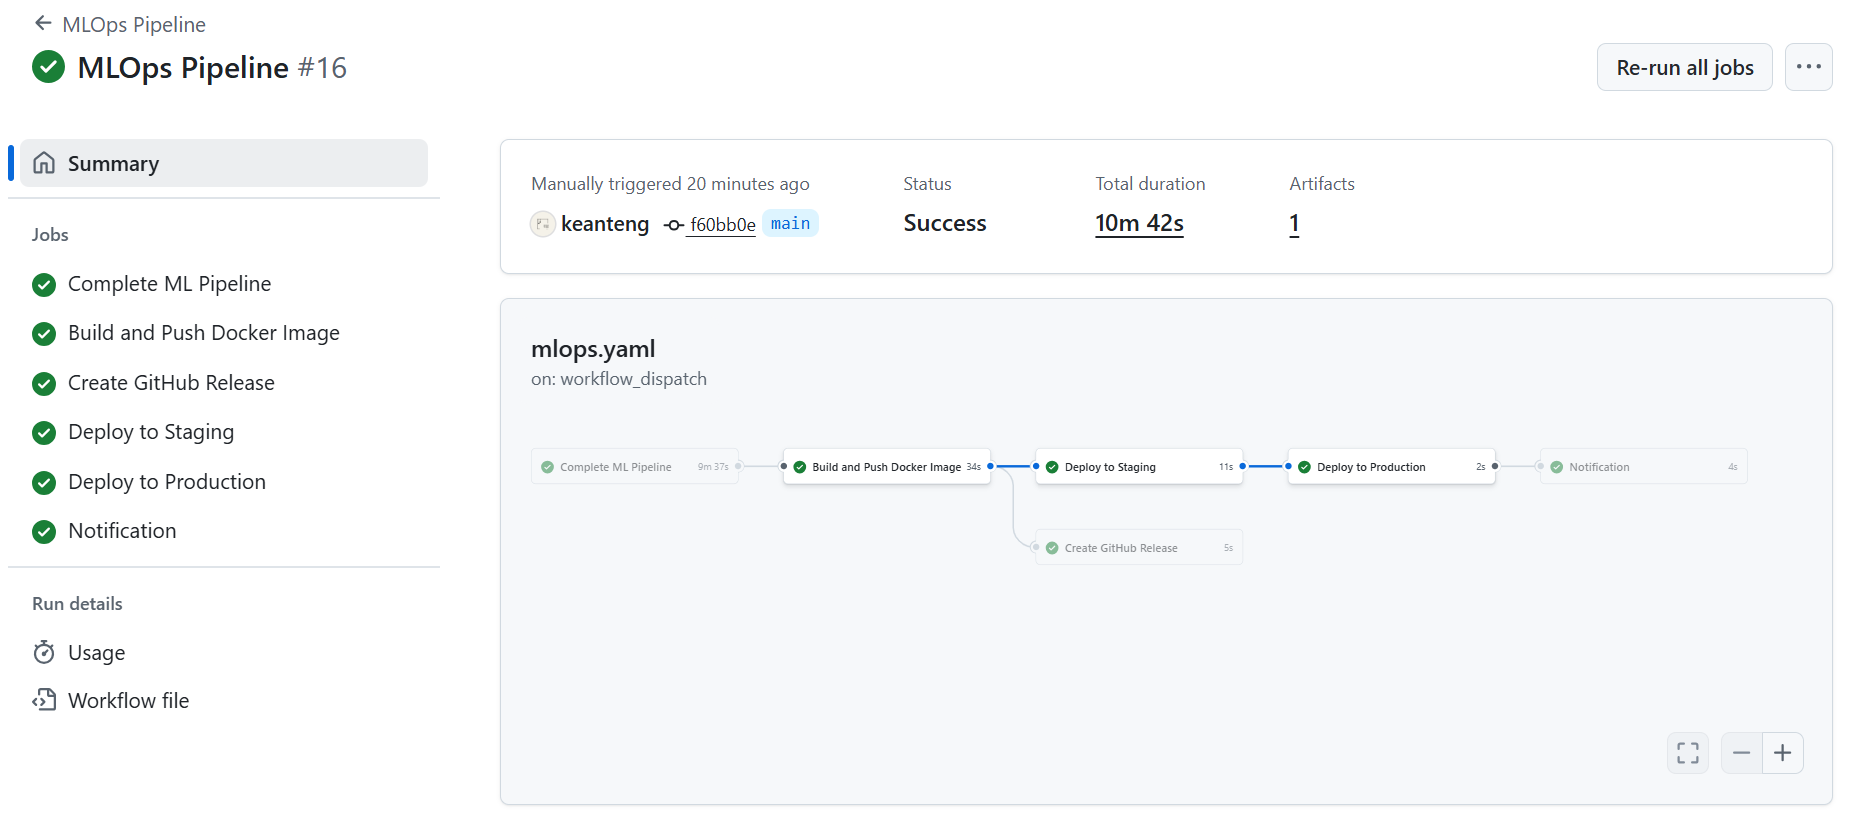 MLOps Pipeline
MLOps Pipeline #16
Re-run all jobs
Summary
Jobs
Complete ML Pipeline
Build and Push Docker Image
Create GitHub Release
Deploy to Staging
Deploy to Production
Notification
Run details
Usage
Workflow file
Manually triggered 20 minutes ago
keanteng f60bb0e main
Status
Success
Total duration
10m 42s
Artifacts
1
mlops.yaml
on: workflow_dispatch
Complete ML Pipeline 9m 37s
Build and Push Docker Image 34s
Deploy to Staging 11s
Deploy to Production 2s
Notification 4s
Create GitHub Release 5s